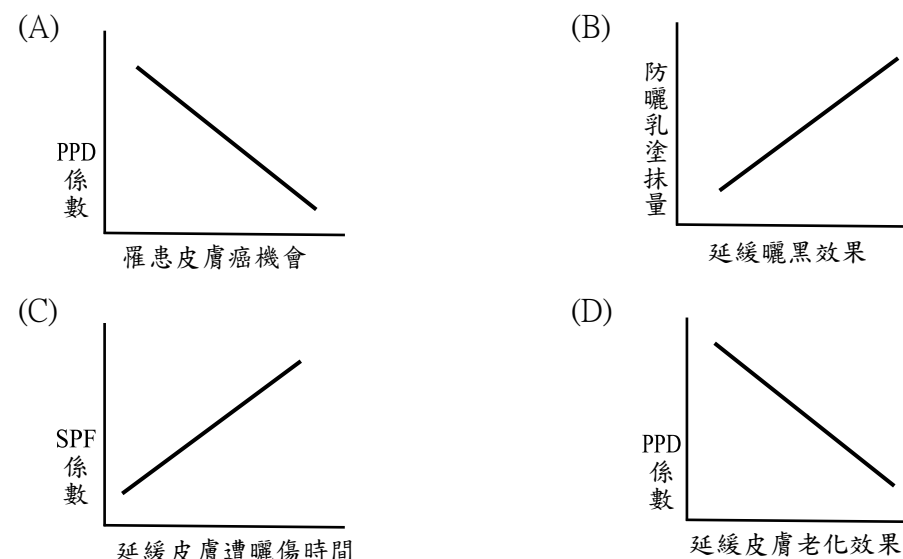 (A)
PPD
係
數
罹患皮膚癌機會
(B)
防
曬
乳
塗
抹
量
延緩曬黑效果
(C)
SPF
係
數
延緩皮膚遭曬傷時間
(D)
PPD
係
數
延緩皮膚老化效果